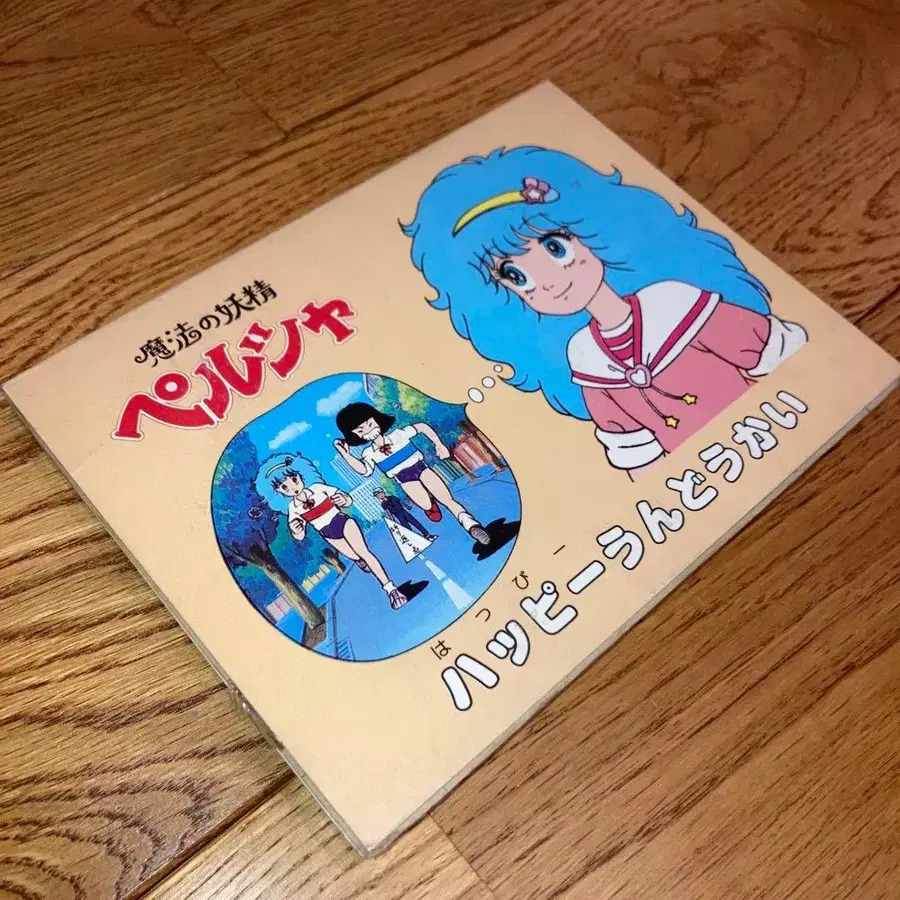 魔法の妖精
ペルシャ
はっぴー
ハッピーうんどうかい